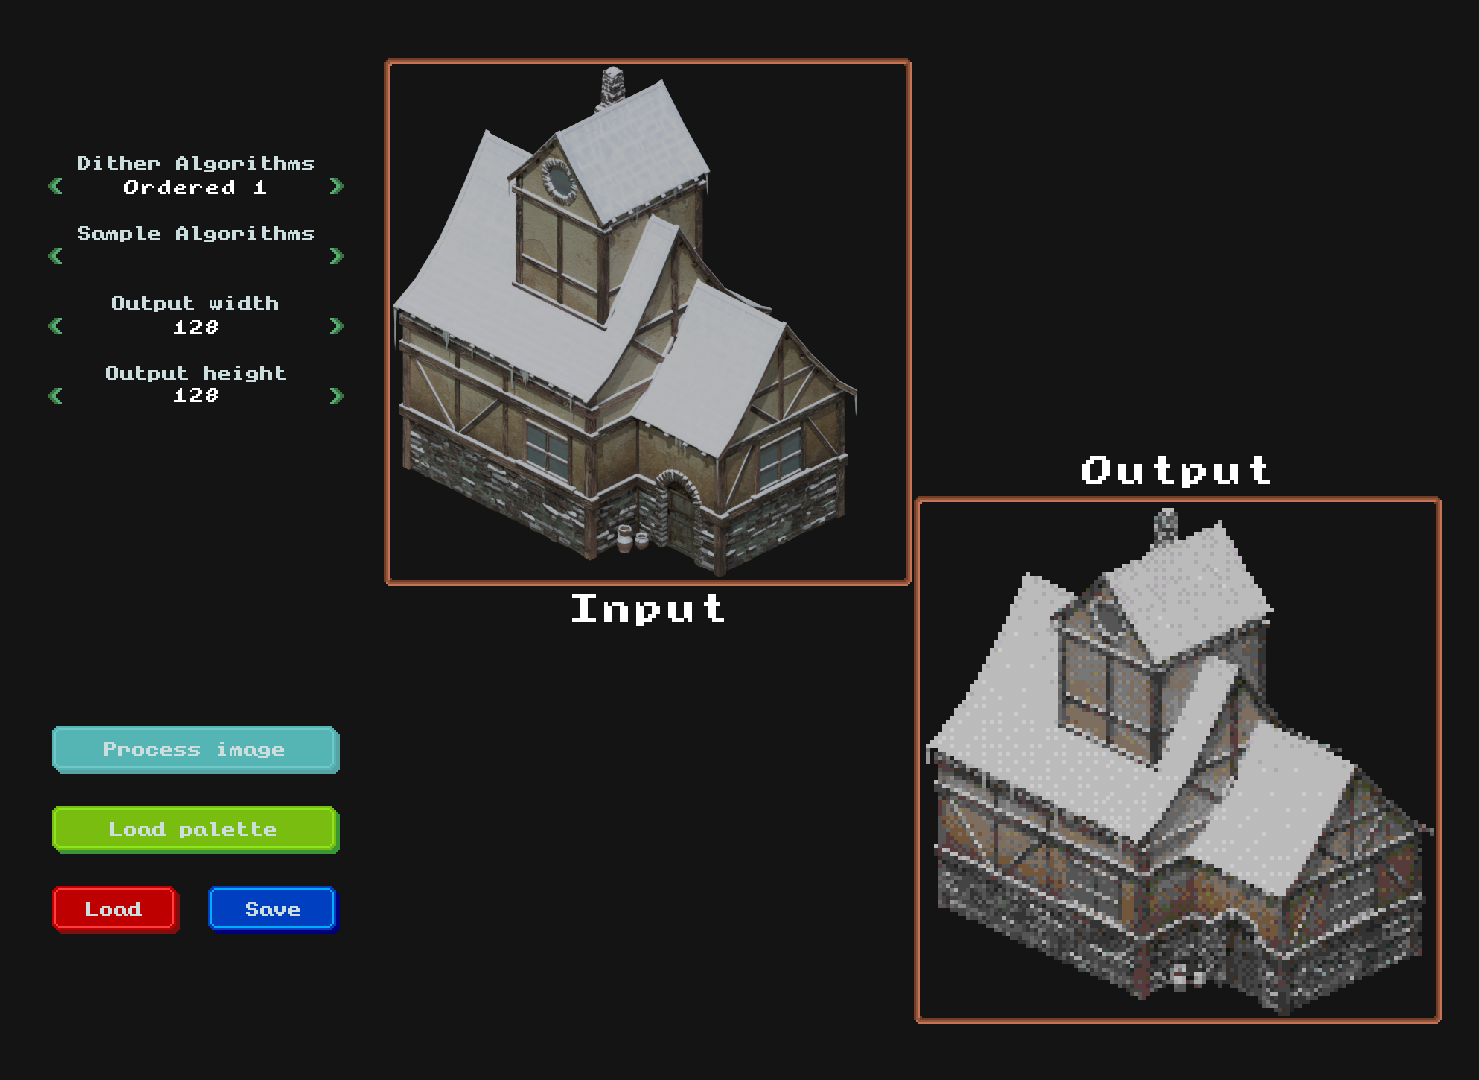 Dither Algorithms
Ordered 1
Sample Algorithms
Output width
128
Output height
128
Input
Output
Process image
Load palette
Load
Save